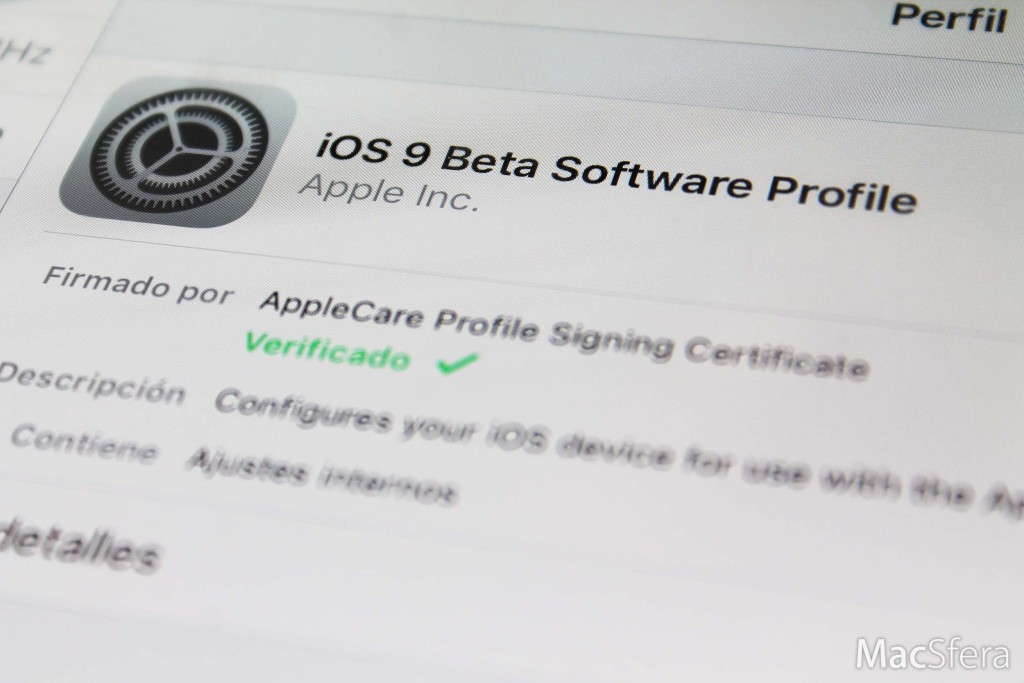 Perfil
Hz
iOS 9 Beta Software Profile
Apple Inc.
Firmado por AppleCare Profile Signing Certificate
Verificado ✓
Descripción Configures your iOS device for use with the
Contiene Ajustes internos
detalles
MacSfera